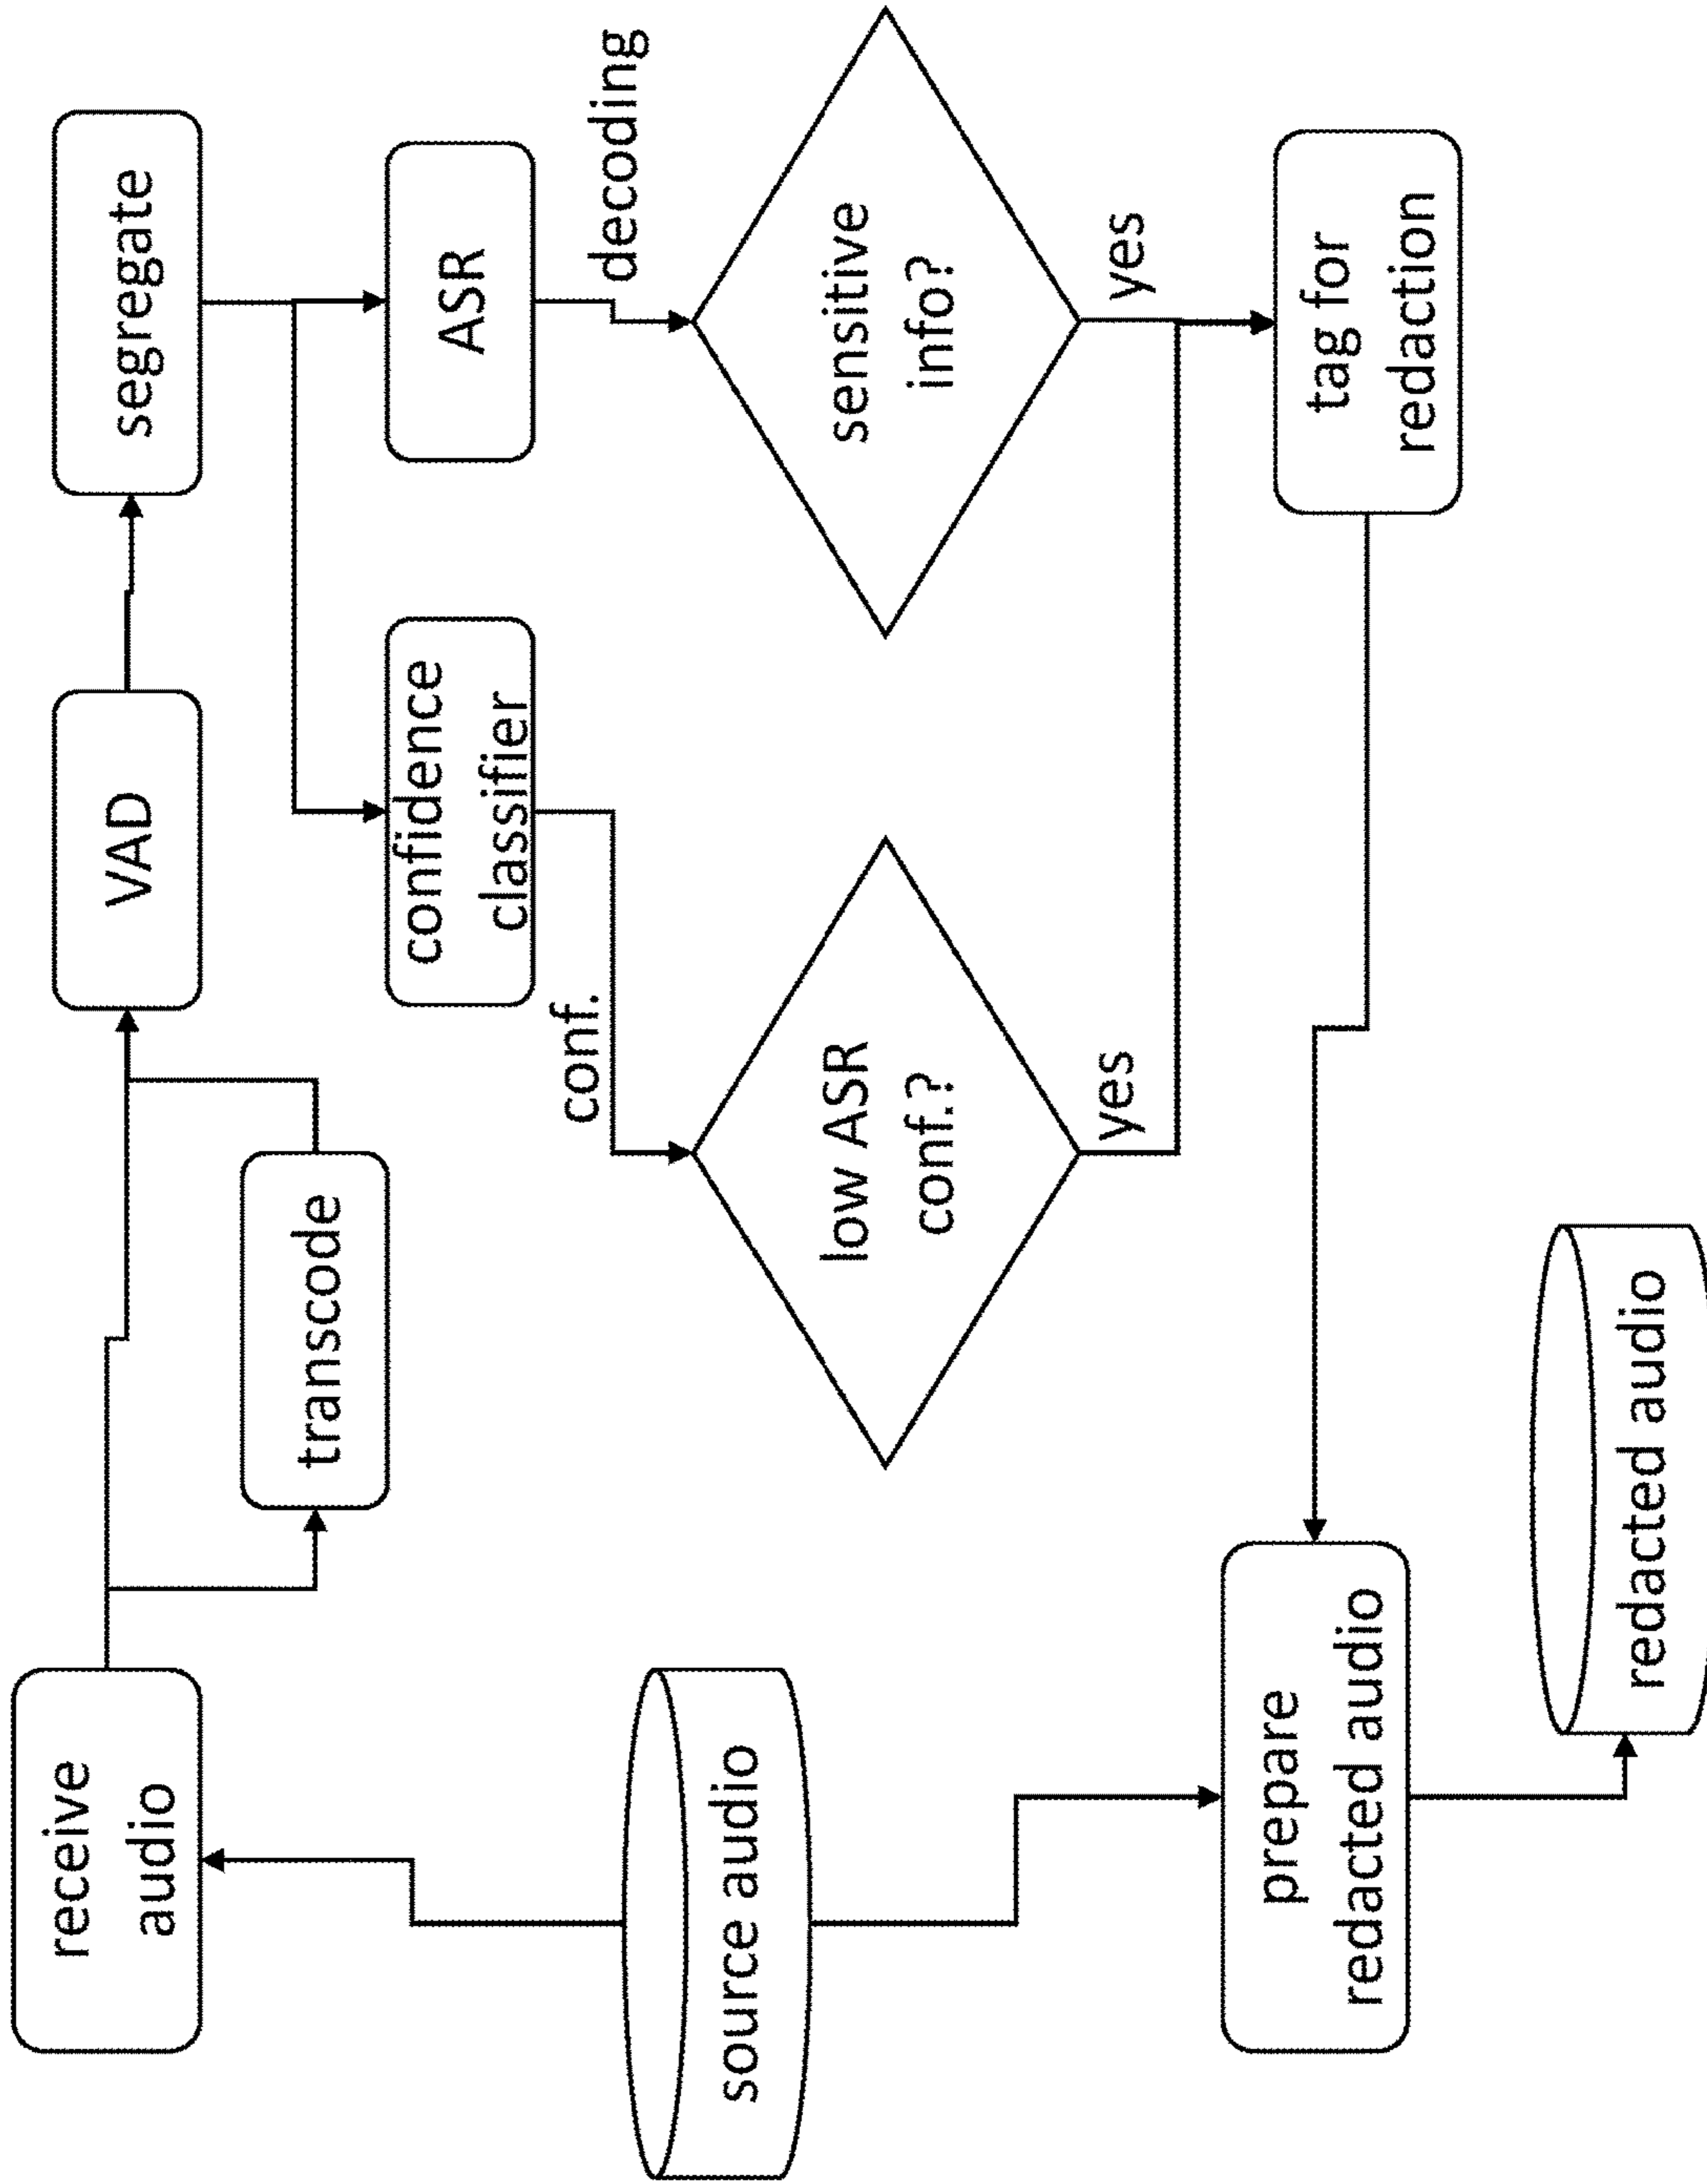 receive
audio
transcode
VAD
segregate
confidence
classifier
ASR
conf.
decoding
source audio
low ASR
conf.?
sensitive
info?
yes
yes
prepare
redacted audio
tag for
redaction
redacted audio